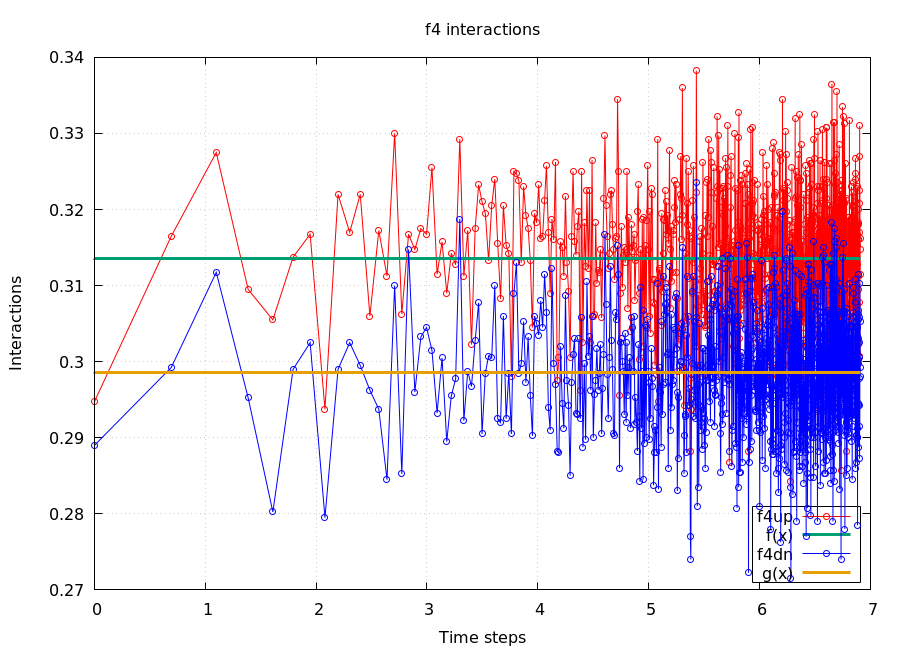 f4 interactions
0.34
0.33
0.32
0.31
0.3
0.29
0.28
0.27
Interactions
f4up
f(x)
f4dn
g(x)
0 1 2 3 4 5 6 7
Time steps